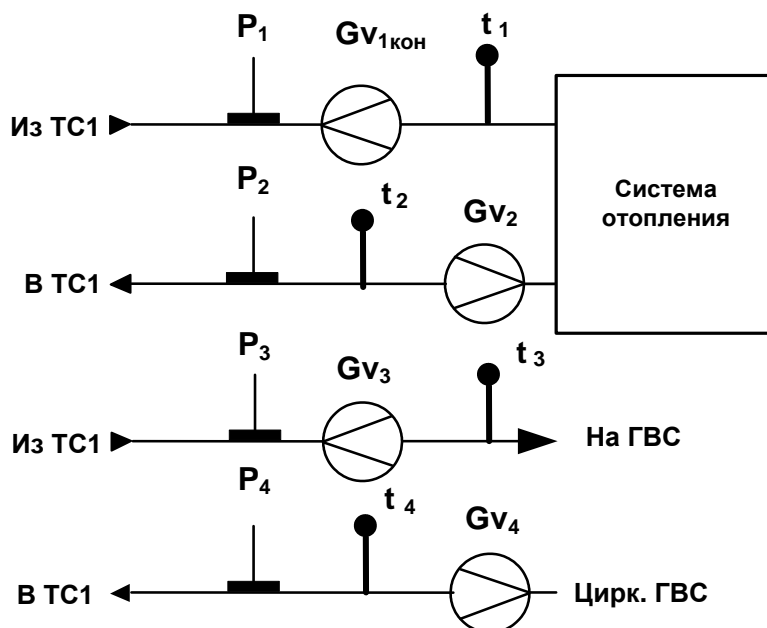 P₁
Gv₁кон
t ₁
Из ТС1
P₂
t ₂
Gv₂
Система
отопления
В ТС1
P₃
Gv₃
t ₃
Из ТС1
На ГВС
P₄
t ₄
Gv₄
В ТС1
Цирк. ГВС